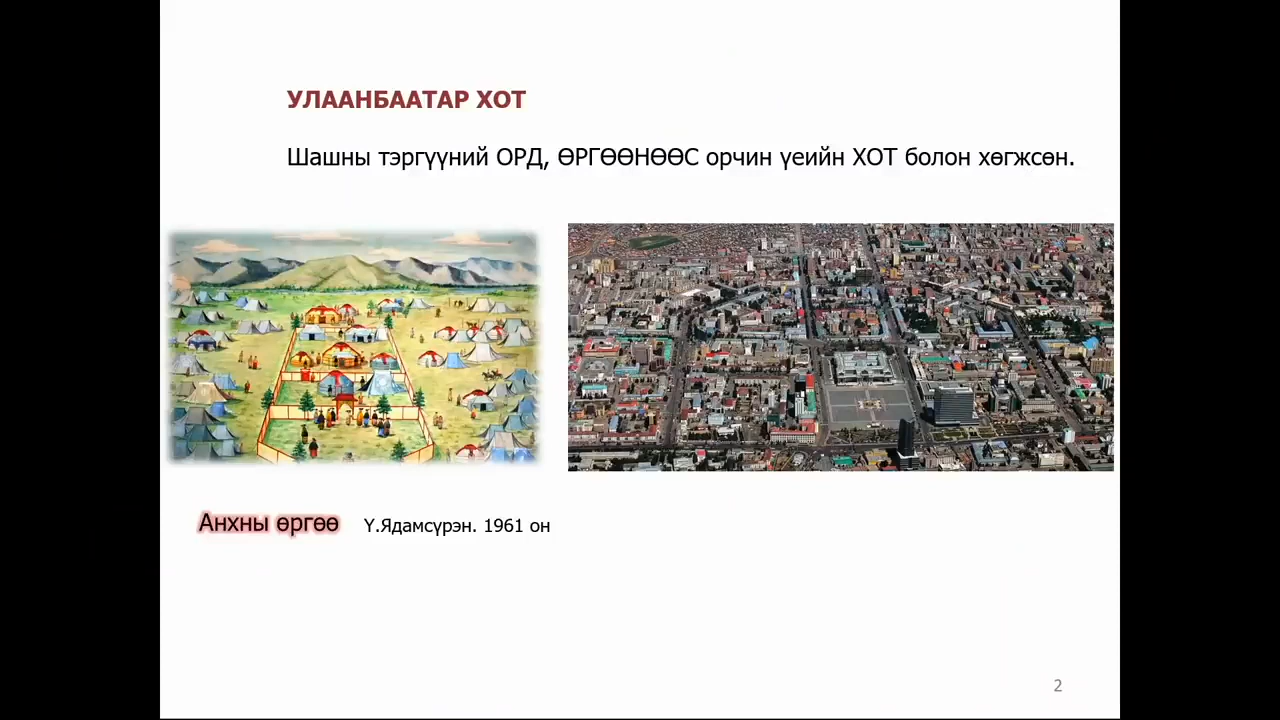 УЛААНБААТАР ХОТ
Шашны тэргүүний ОРД, ӨРГӨӨНӨӨС орчин үеийн ХОТ болон хөгжсөн.
Анхны өргөө Ү.Ядамсүрэн. 1961 он
2